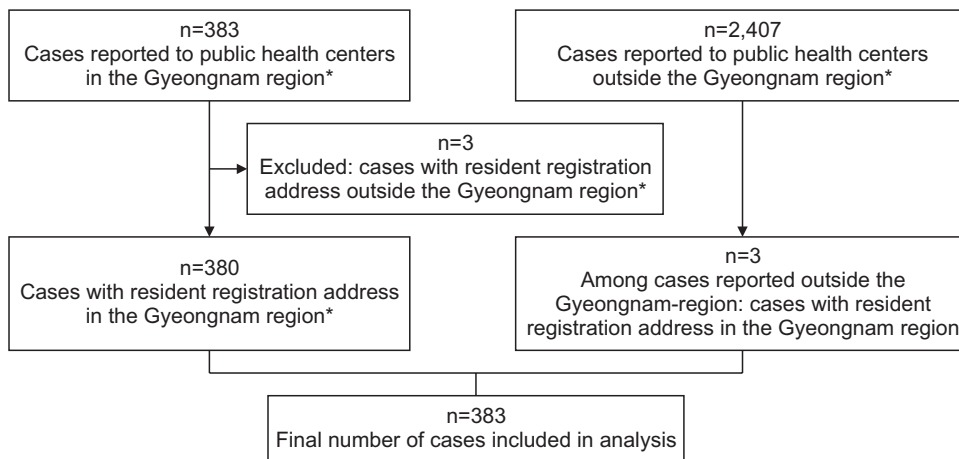 n=383
Cases reported to public health centers
in the Gyeongnam region*
n=2,407
Cases reported to public health centers
outside the Gyeongnam region*
n=3
Excluded: cases with resident registration
address outside the Gyeongnam region*
n=380
Cases with resident registration address
in the Gyeongnam region*
n=3
Among cases reported outside the
Gyeongnam-region: cases with resident
registration address in the Gyeongnam region
n=383
Final number of cases included in analysis